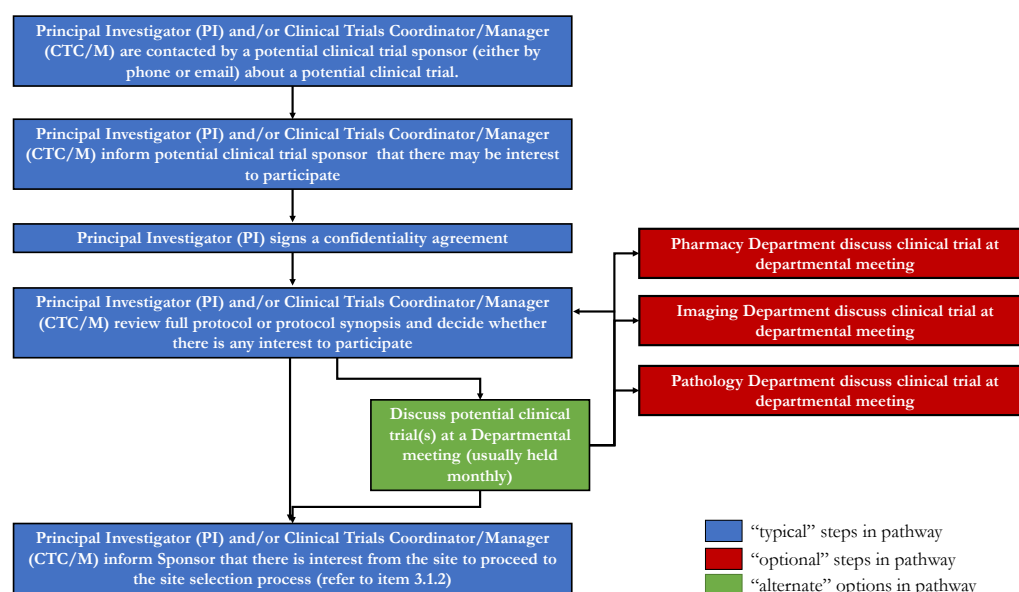 Principal Investigator (PI) and/or Clinical Trials Coordinator/Manager
(CTC/M) are contacted by a potential clinical trial sponsor (either by
phone or email) about a potential clinical trial.
Principal Investigator (PI) and/or Clinical Trials Coordinator/Manager
(CTC/M) inform potential clinical trial sponsor that there may be interest
to participate
Principal Investigator (PI) signs a confidentiality agreement
Pharmacy Department discuss clinical trial at
departmental meeting
Principal Investigator (PI) and/or Clinical Trials Coordinator/Manager
(CTC/M) review full protocol or protocol synopsis and decide whether
there is any interest to participate
Imaging Department discuss clinical trial at
departmental meeting
Pathology Department discuss clinical trial at
departmental meeting
Discuss potential clinical
trial(s) at a Departmental
meeting (usually held
monthly)
Principal Investigator (PI) and/or Clinical Trials Coordinator/Manager
(CTC/M) inform Sponsor that there is interest from the site to proceed to
the site selection process (refer to item 3.1.2)
“typical” steps in pathway
“optional” steps in pathway
“alternate” options in pathway